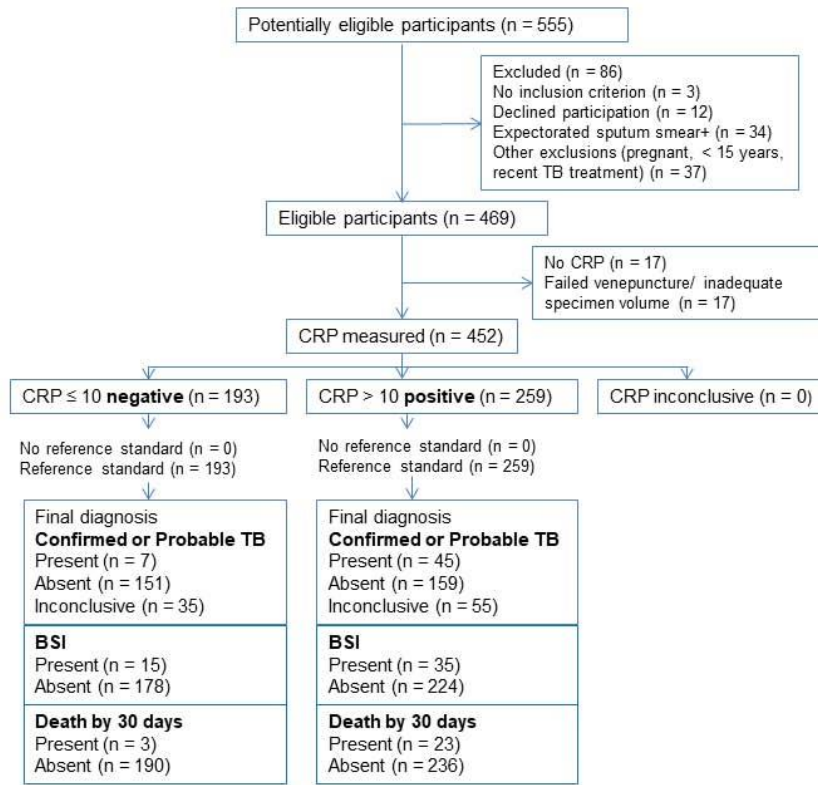 Potentially eligible participants (n = 555)
Excluded (n = 86)
No inclusion criterion (n = 3)
Declined participation (n = 12)
Expectorated sputum smear+ (n = 34)
Other exclusions (pregnant, < 15 years,
recent TB treatment) (n = 37)
Eligible participants (n = 469)
No CRP (n = 17)
Failed venepuncture/ inadequate
specimen volume (n = 17)
CRP measured (n = 452)
CRP ≤ 10 negative (n = 193)
CRP > 10 positive (n = 259)
CRP inconclusive (n = 0)
No reference standard (n = 0)
Reference standard (n = 193)
No reference standard (n = 0)
Reference standard (n = 259)
Final diagnosis
Confirmed or Probable TB
Present (n = 7)
Absent (n = 151)
Inconclusive (n = 35)
BSI
Present (n = 15)
Absent (n = 178)
Death by 30 days
Present (n = 3)
Absent (n = 190)
Final diagnosis
Confirmed or Probable TB
Present (n = 45)
Absent (n = 159)
Inconclusive (n = 55)
BSI
Present (n = 35)
Absent (n = 224)
Death by 30 days
Present (n = 23)
Absent (n = 236)